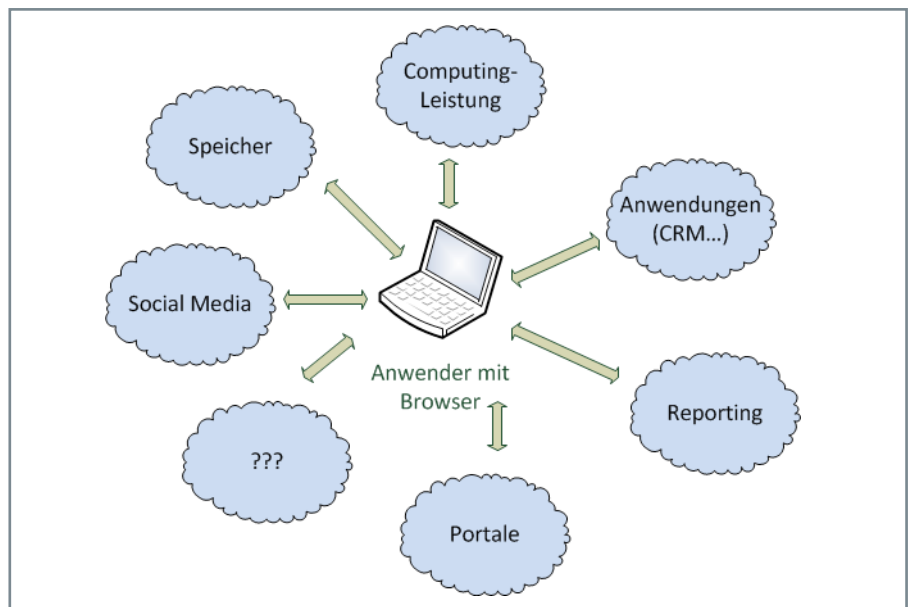 Computing-
Leistung
Speicher
Anwendungen
(CRM...)
Social Media
Anwender mit
Browser
Reporting
???
Portale